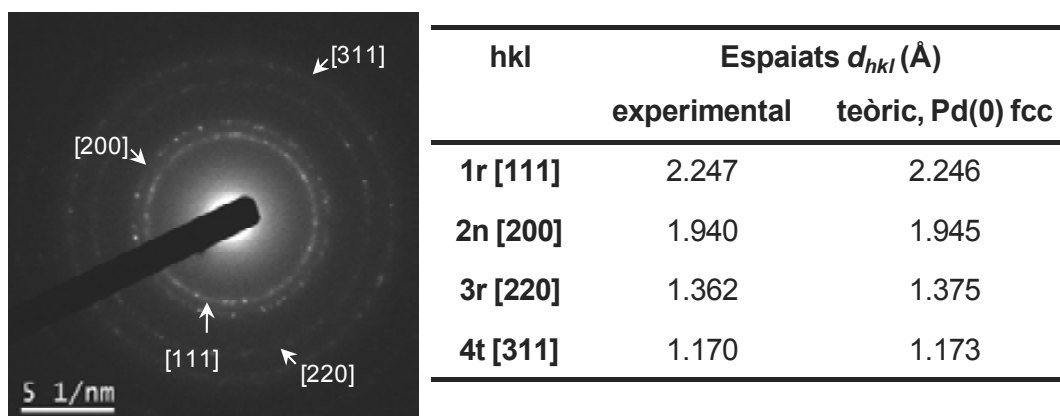 [311]
[200]
[111]
[220]
5 1/nm
hkl Espaiats dhkl (Å)
experimental teòric, Pd(0) fcc
1r [111] 2.247 2.246
2n [200] 1.940 1.945
3r [220] 1.362 1.375
4t [311] 1.170 1.173